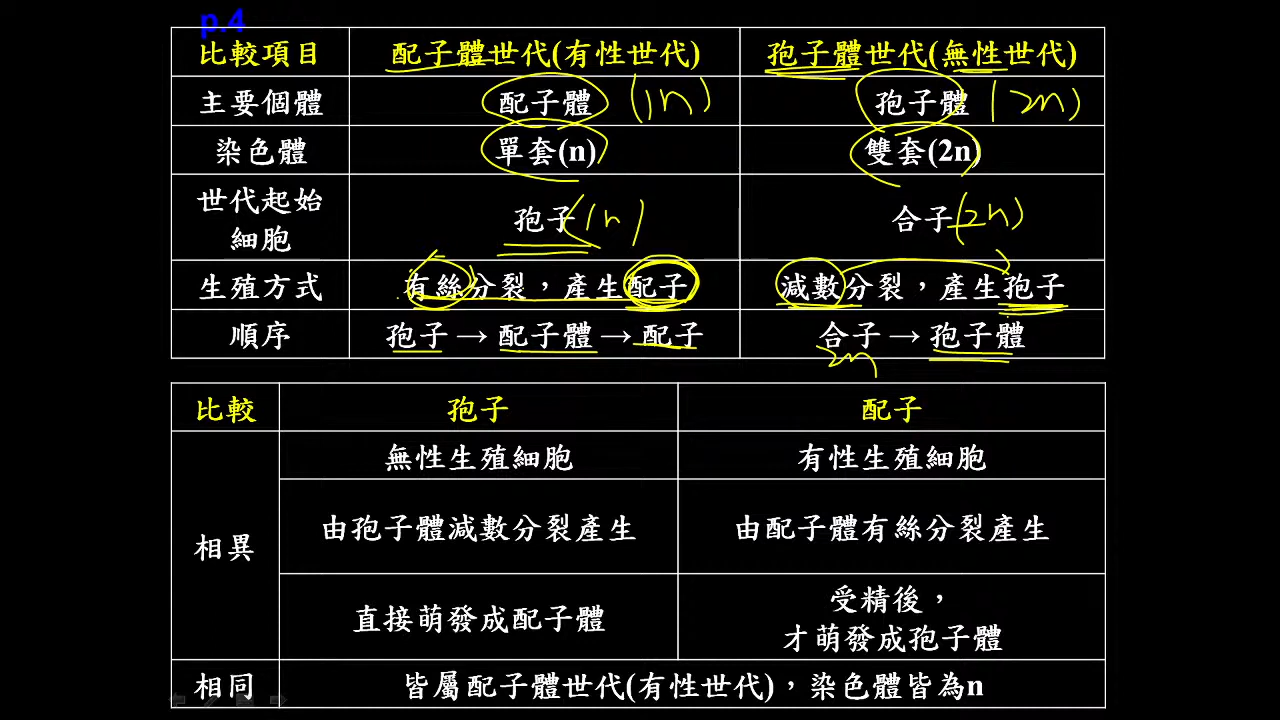 p.4
比較項目 配子體世代(有性世代) 孢子體世代(無性世代)
主要個體 配子體 (1n) 孢子體 (2n)
染色體 單套(n) 雙套(2n)
世代起始
細胞
孢子 (1n) 合子 (2n)
生殖方式 有絲分裂，產生配子 減數分裂，產生孢子
順序 孢子→配子體→配子 合子→孢子體
2n
比較 孢子 配子
相異
無性生殖細胞 有性生殖細胞
由孢子體減數分裂產生 由配子體有絲分裂產生
直接萌發成配子體
受精後，
才萌發成孢子體
相同 皆屬配子體世代(有性世代)，染色體皆為n